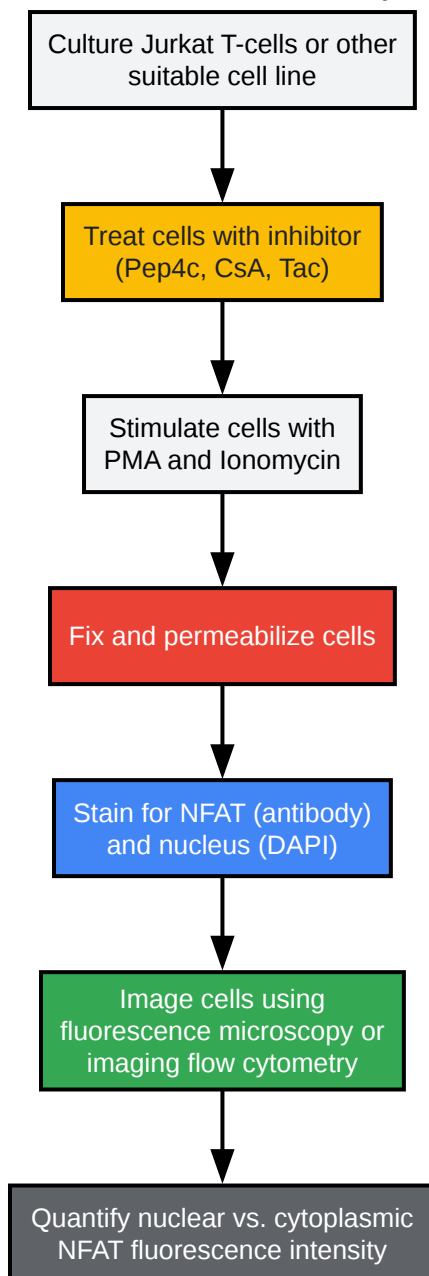 Culture Jurkat T-cells or other
suitable cell line
Treat cells with inhibitor
(Pep4c, CsA, Tac)
Stimulate cells with
PMA and Ionomycin
Fix and permeabilize cells
Stain for NFAT (antibody)
and nucleus (DAPI)
Image cells using
fluorescence microscopy or
imaging flow cytometry
Quantify nuclear vs. cytoplasmic
NFAT fluorescence intensity